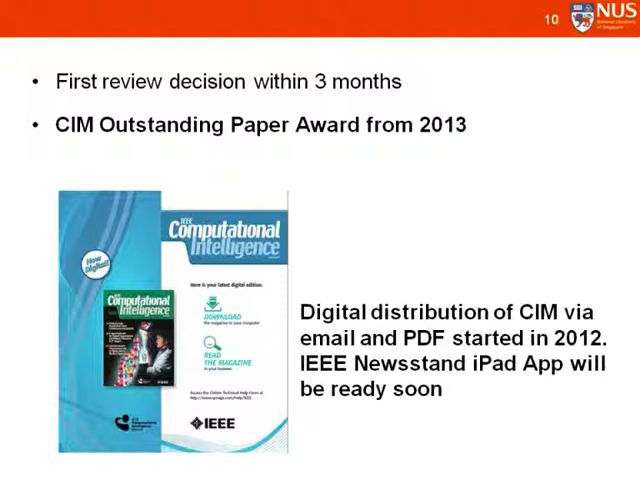 10
NUS
National University
of Singapore
• First review decision within 3 months
• CIM Outstanding Paper Award from 2013
IEEE
Computational
Intelligence
Now
Digital!
Here is your latest digital edition.
DOWNLOAD
the magazine to your computer
Computational
Intelligence
READ
THE MAGAZINE
in your browser
IEEE
Digital distribution of CIM via
email and PDF started in 2012.
IEEE Newsstand iPad App will
be ready soon